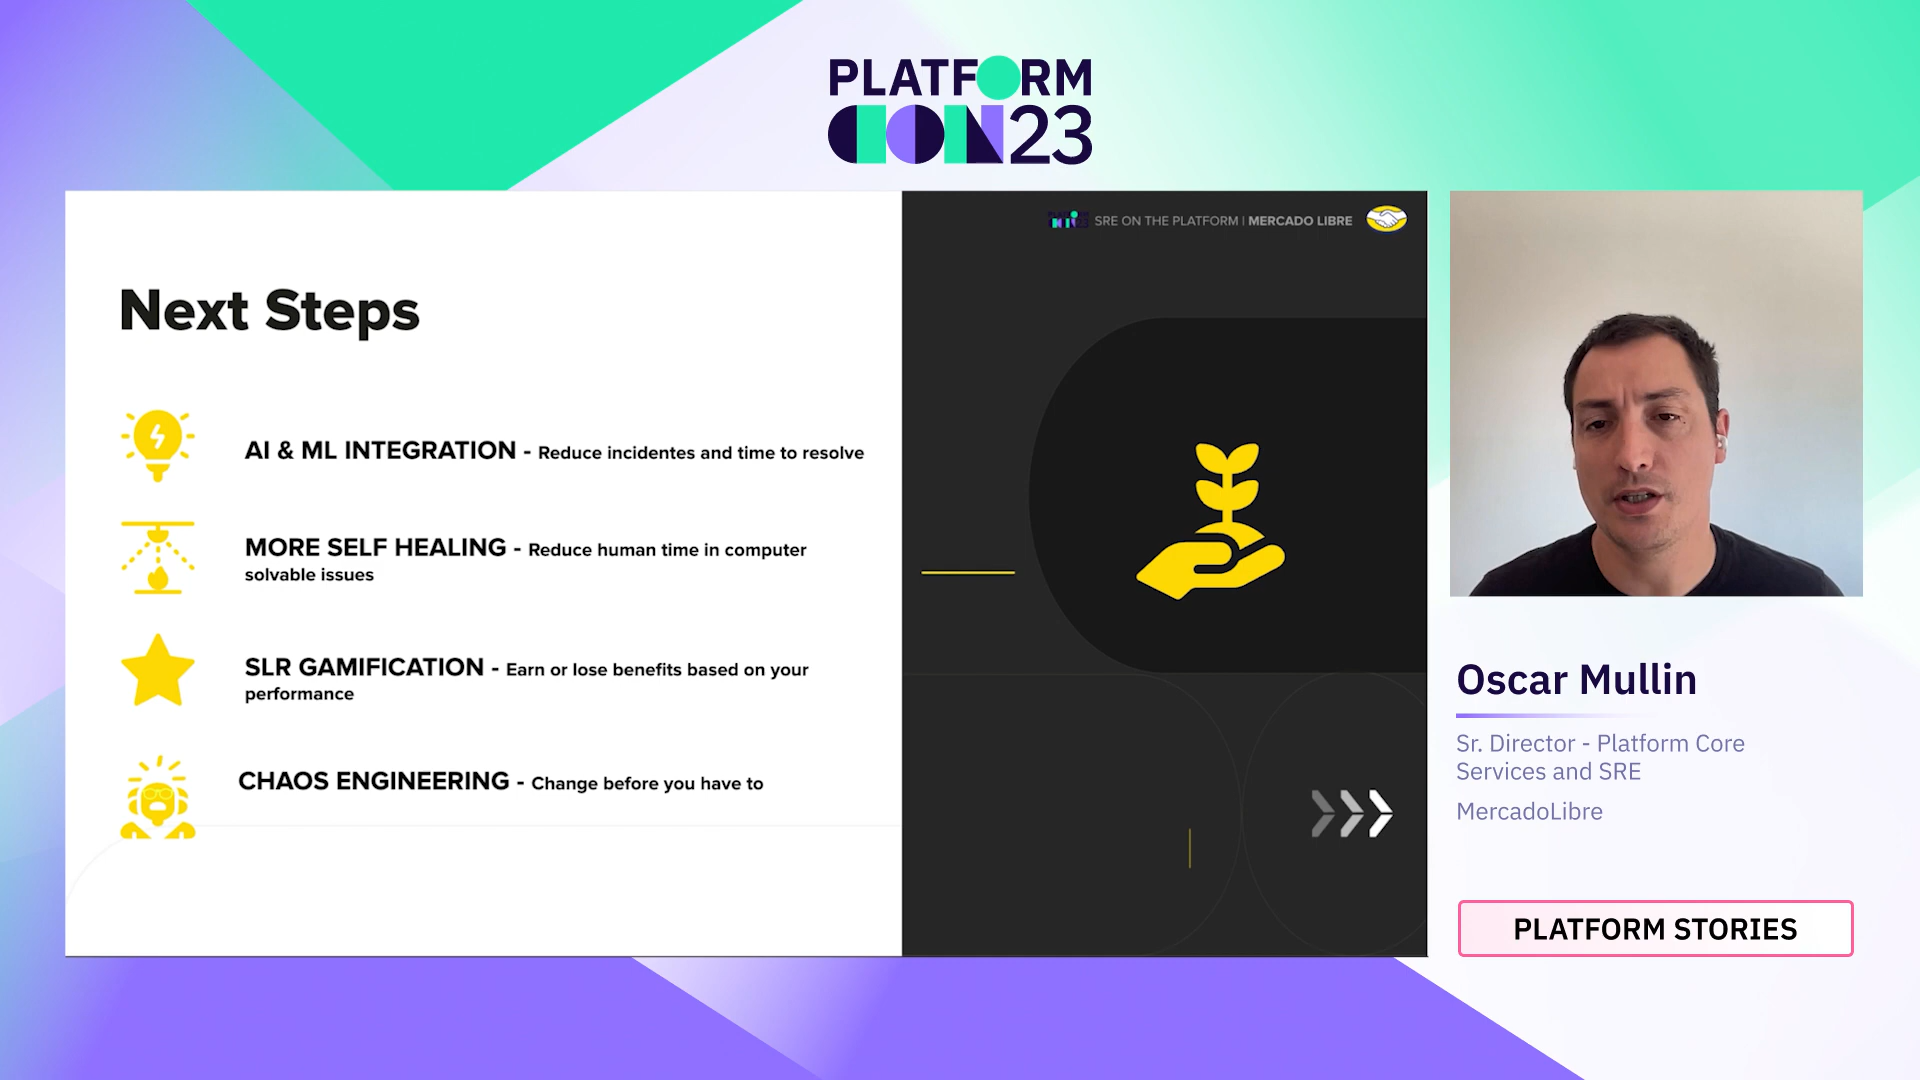 PLATFORM
CON23
SRE ON THE PLATFORM | MERCADO LIBRE
Next Steps
AI & ML INTEGRATION - Reduce incidentes and time to resolve
MORE SELF HEALING - Reduce human time in computer
solvable issues
SLR GAMIFICATION - Earn or lose benefits based on your
performance
CHAOS ENGINEERING - Change before you have to
Oscar Mullin
Sr. Director - Platform Core
Services and SRE
MercadoLibre
PLATFORM STORIES